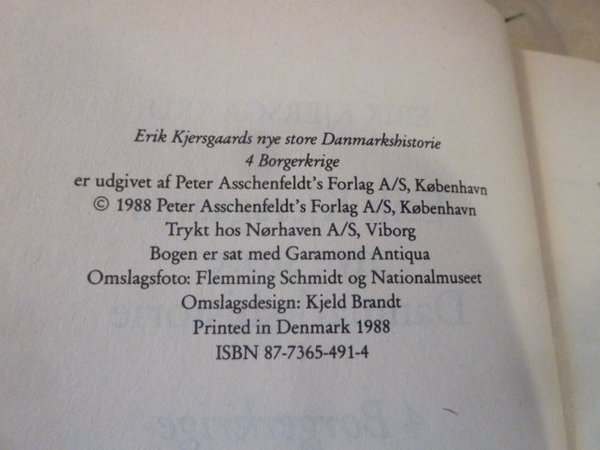 Erik Kjersgaards nye store Danmarkshistorie
4 Borgerkrige
er udgivet af Peter Asschenfeldt's Forlag A/S, København
© 1988 Peter Asschenfeldt's Forlag A/S, København
Trykt hos Nørhaven A/S, Viborg
Bogen er sat med Garamond Antiqua
Omslagsfoto: Flemming Schmidt og Nationalmuseet
Omslagsdesign: Kjeld Brandt
Printed in Denmark 1988
ISBN 87-7365-491-4